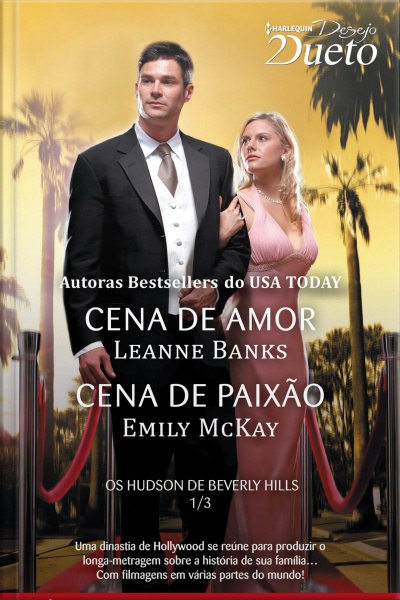 HARLEQUIN Desejo
Dueto
Autoras Bestsellers do USA TODAY
CENA DE AMOR
LEANNE BANKS
CENA DE PAIXÃO
EMILY MCKAY
OS HUDSON DE BEVERLY HILLS
1/3
Uma dinastia de Hollywood se reúne para produzir o
longa-metragem sobre a história de sua família...
Com filmagens em várias partes do mundo!